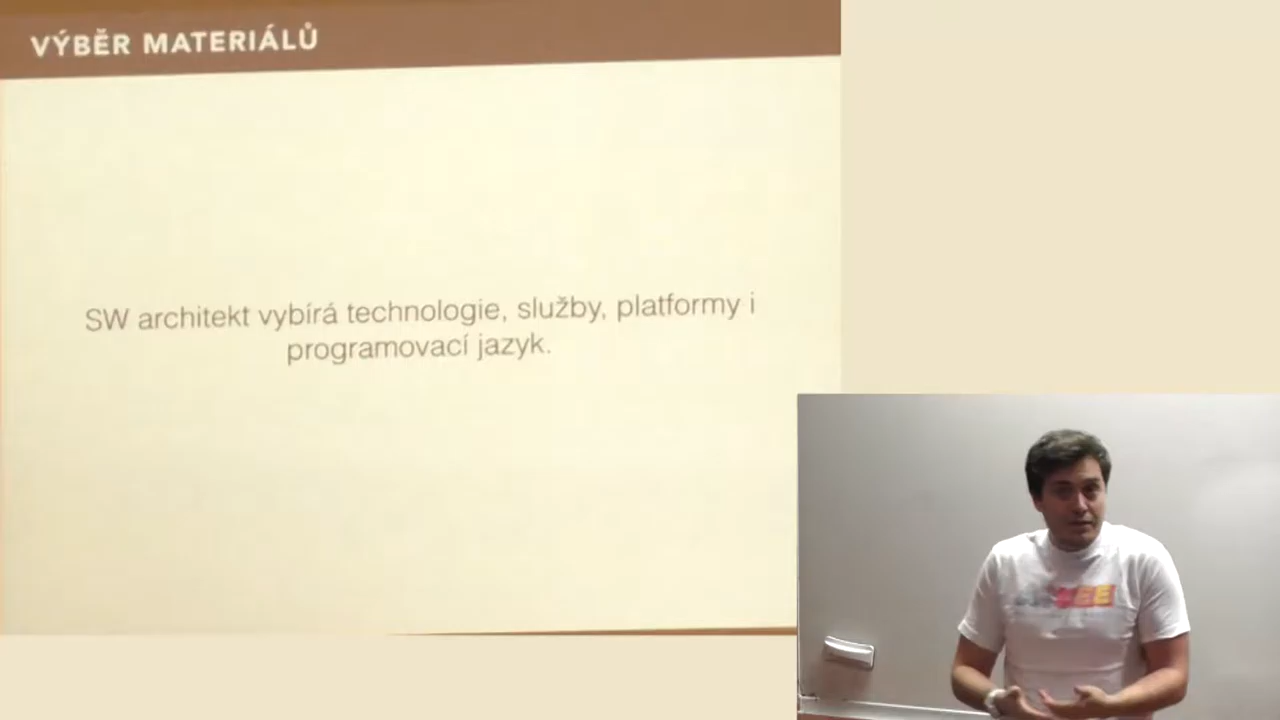 VÝBĚR MATERIÁLŮ
SW architekt vybírá technologie, služby, platformy i
programovací jazyk.